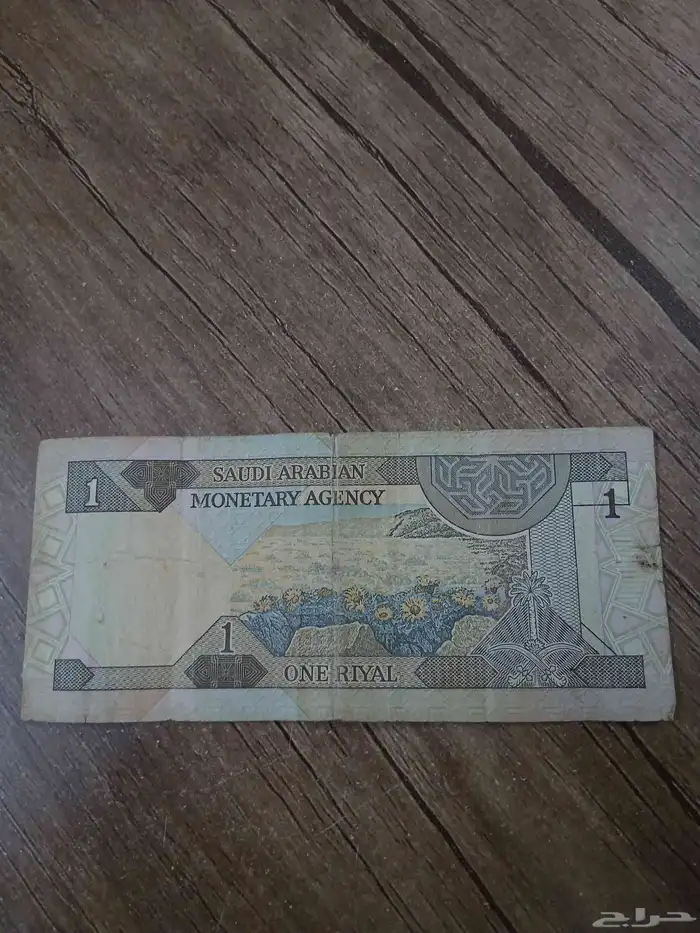 SAUDI ARABIAN
1
MONETARY AGENCY
1
1
ONE RIYAL
حراج